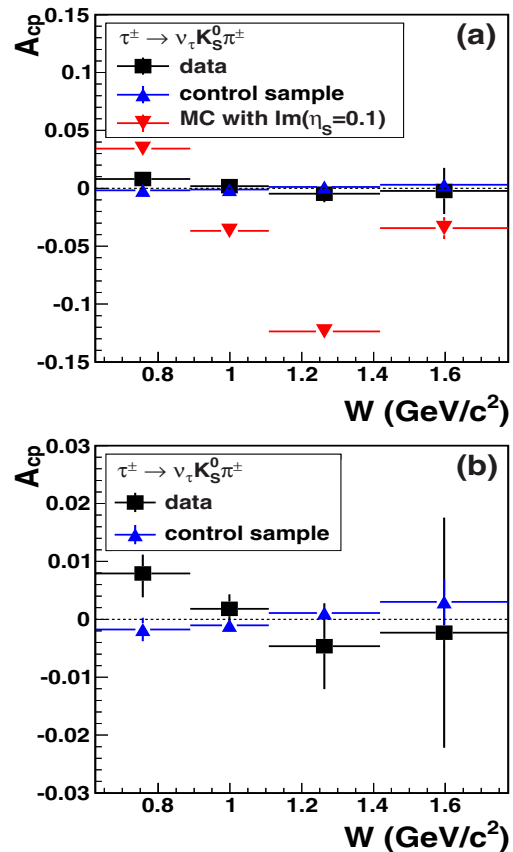 A_cp
0.15
0.1
0.05
0
-0.05
-0.1
-0.15
τ± → ν_τ K_S^0 π±
data
control sample
MC with Im(η_S=0.1)
(a)
0.8
1
1.2
1.4
1.6
W (GeV/c²)
A_cp
0.03
0.02
0.01
0
-0.01
-0.02
-0.03
τ± → ν_τ K_S^0 π±
data
control sample
(b)
0.8
1
1.2
1.4
1.6
W (GeV/c²)